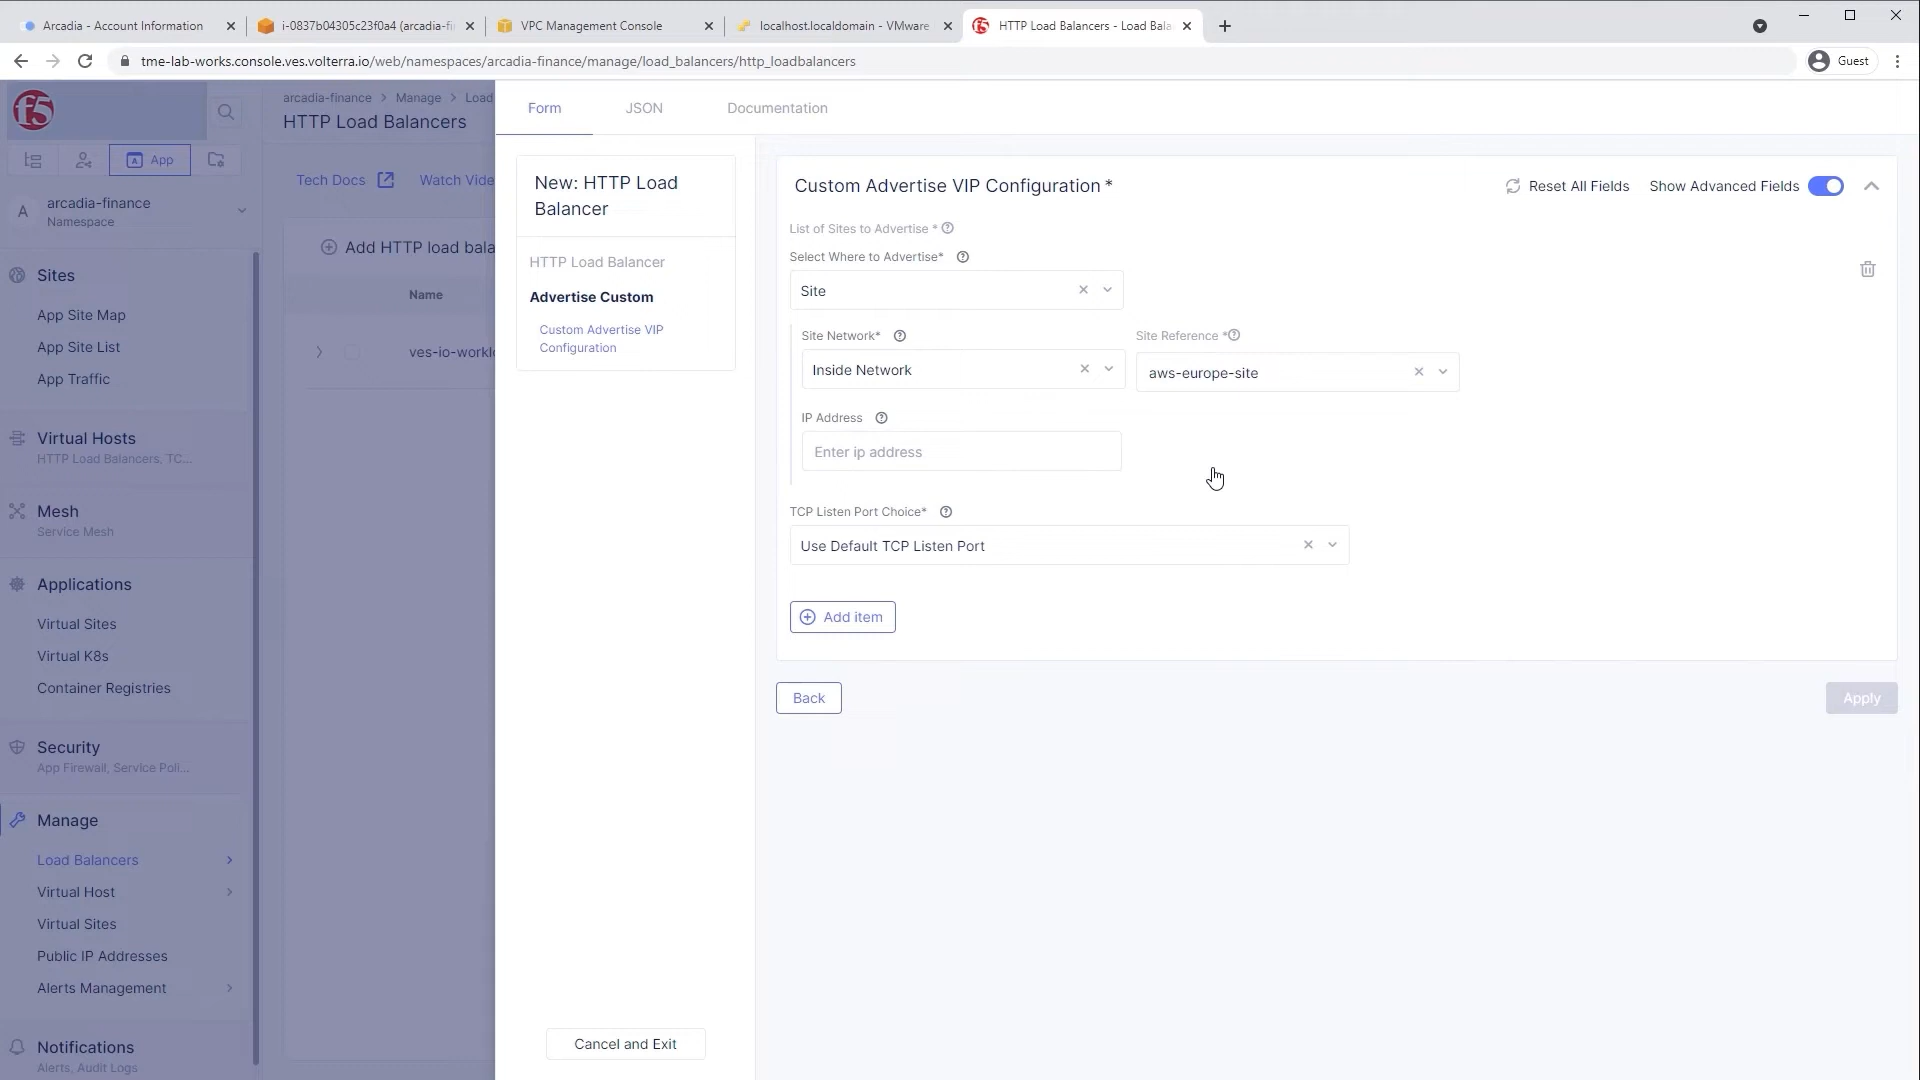 Arcadia - Account Information
i-0837b04305c23f0a4 (arcadia-fi
VPC Management Console
localhost.localdomain - VMware
HTTP Load Balancers - Load Bala
tme-lab-works.console.ves.volterra.io/web/namespaces/arcadia-finance/manage/load_balancers/http_loadbalancers
Guest
f5
App
A
arcadia-finance
Namespace
Sites
App Site Map
App Site List
App Traffic
Virtual Hosts
HTTP Load Balancers, TC...
Mesh
Service Mesh
Applications
Virtual Sites
Virtual K8s
Container Registries
Security
App Firewall, Service Poli...
Manage
Load Balancers
Virtual Host
Virtual Sites
Public IP Addresses
Alerts Management
Notifications
Alerts, Audit Logs
arcadia-finance > Manage > Load
HTTP Load Balancers
Tech Docs
Watch Vide
Add HTTP load bala
Name
ves-io-worklo
Form
JSON
Documentation
New: HTTP Load
Balancer
HTTP Load Balancer
Advertise Custom
Custom Advertise VIP
Configuration
Cancel and Exit
Custom Advertise VIP Configuration *
Reset All Fields
Show Advanced Fields
List of Sites to Advertise *
Select Where to Advertise*
Site
Site Network*
Inside Network
Site Reference *
aws-europe-site
IP Address
Enter ip address
TCP Listen Port Choice*
Use Default TCP Listen Port
Add item
Back
Apply